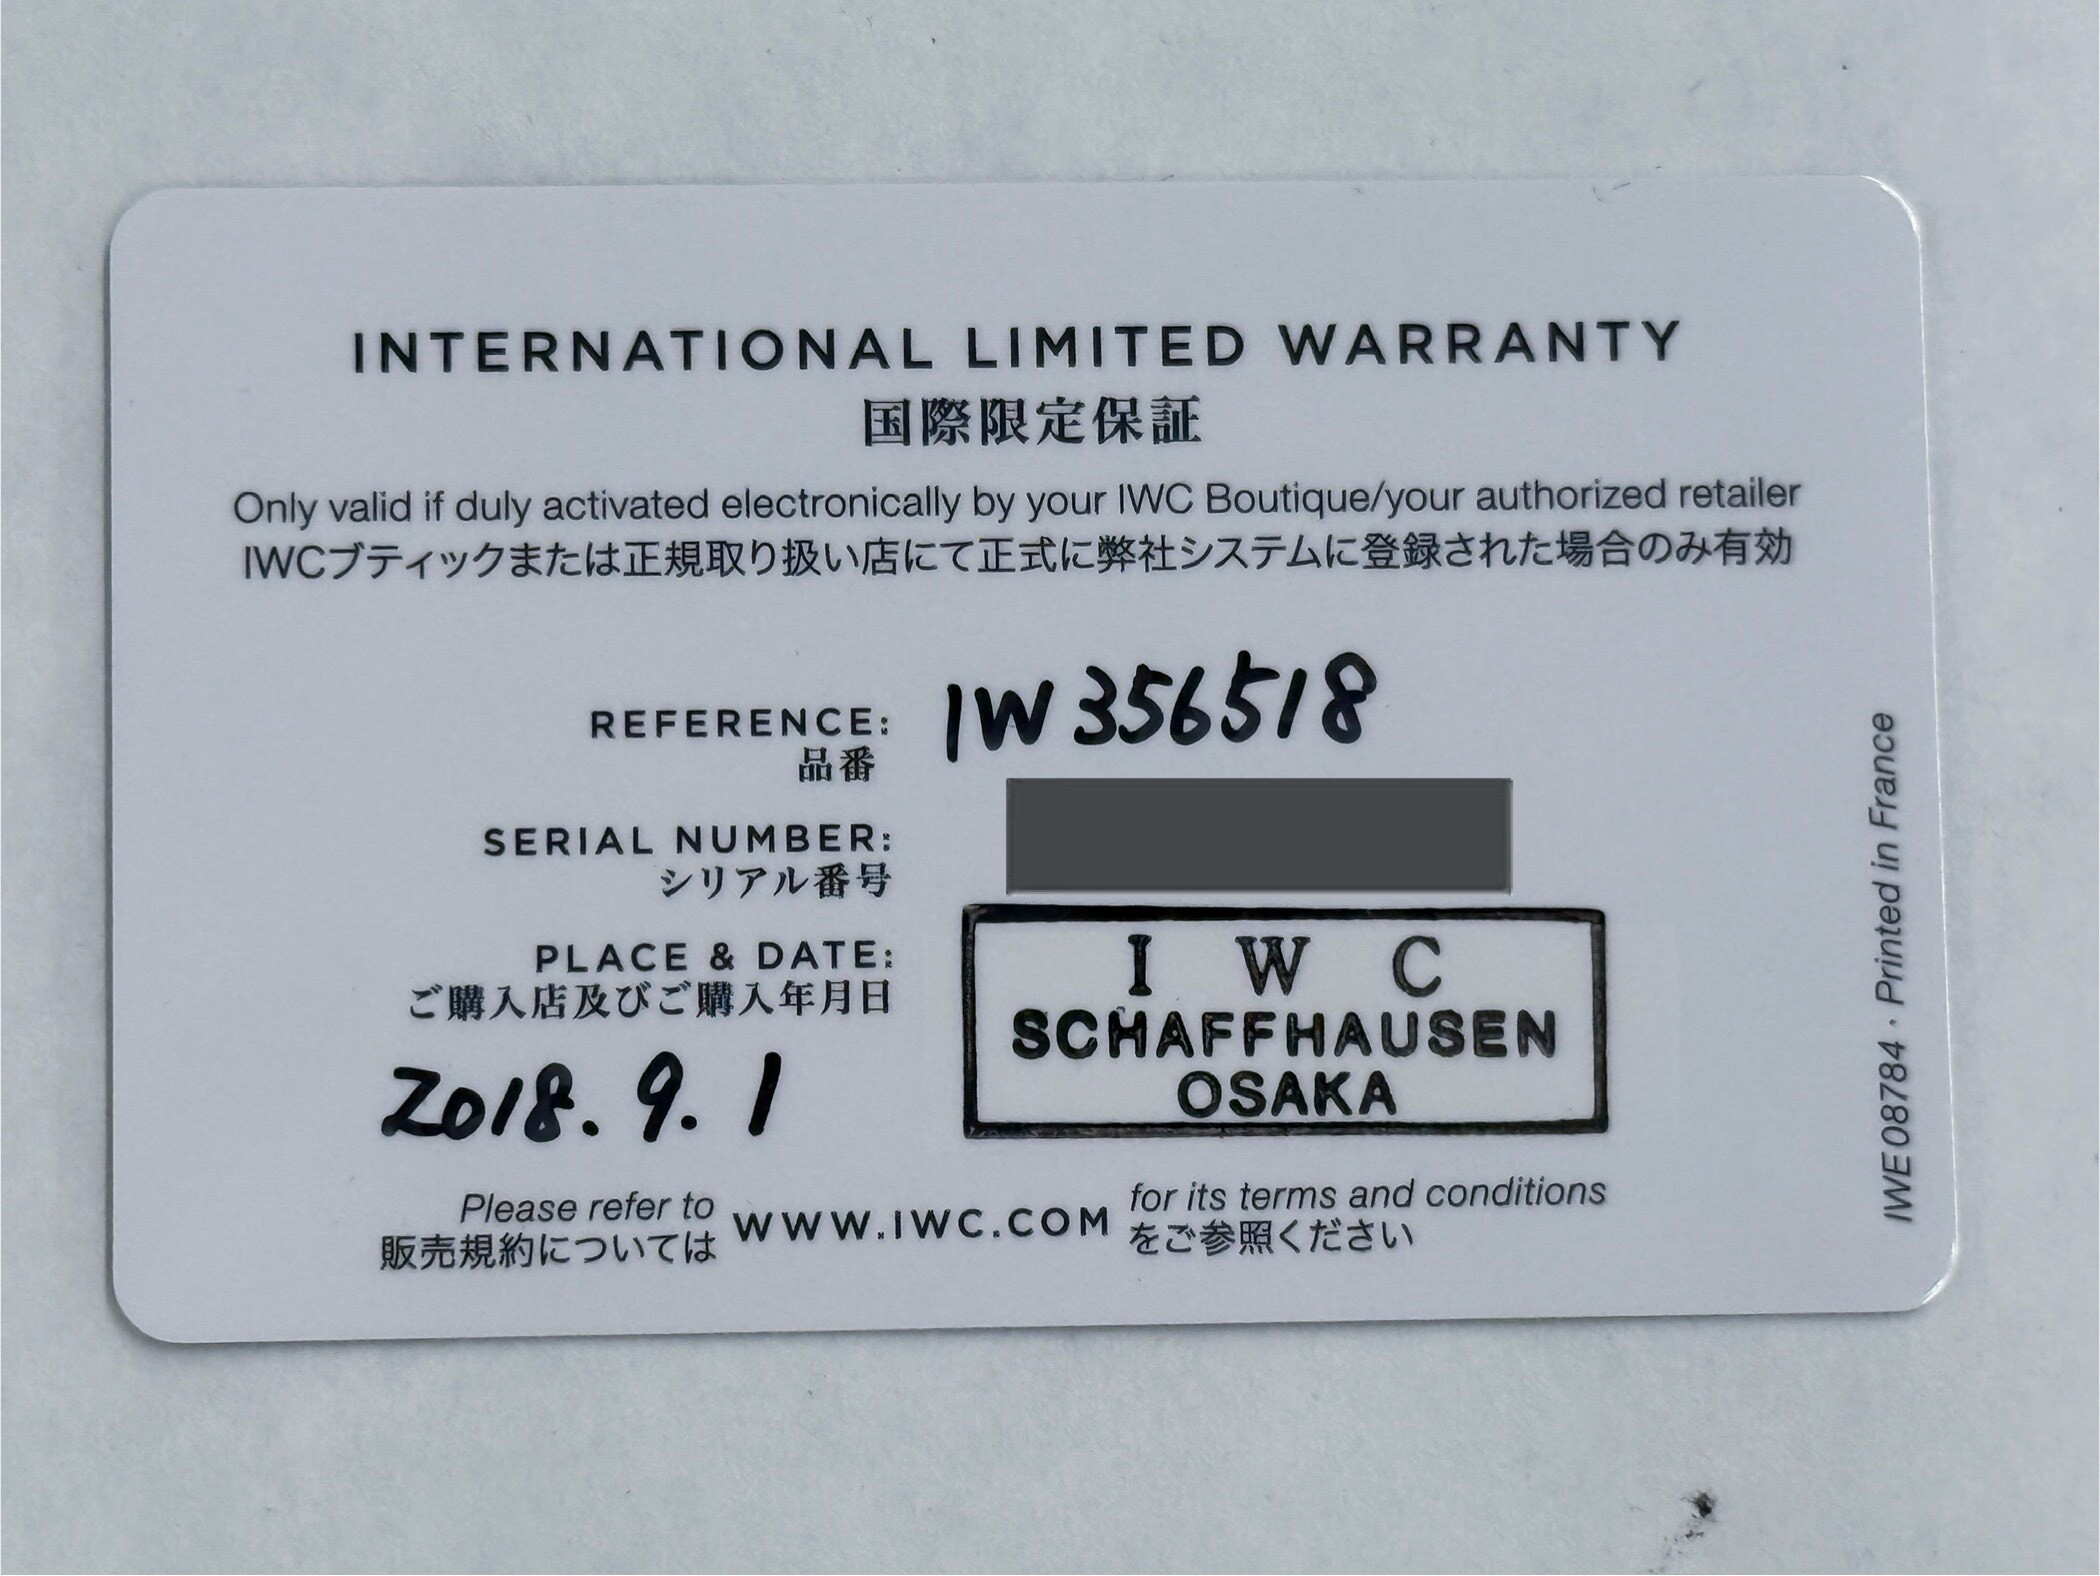 INTERNATIONAL LIMITED WARRANTY
国際限定保証
Only valid if duly activated electronically by your IWC Boutique/your authorized retailer
IWCブティックまたは正規取り扱い店にて正式に弊社システムに登録された場合のみ有効
REFERENCE: IW356518
品番
SERIAL NUMBER:
シリアル番号
PLACE & DATE:
ご購入店及びご購入年月日
2018.9.1
I W C
SCHAFFHAUSEN
OSAKA
Please refer to WWW.IWC.COM for its terms and conditions
販売規約については をご参照ください
IWE08784 · Printed in France